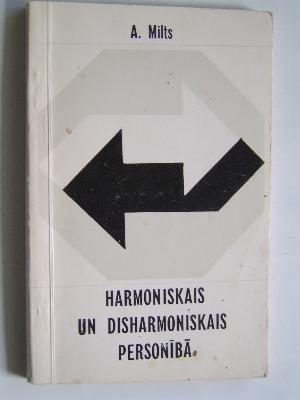 A. Milts
HARMONISKAIS
UN DISHARMONISKAIS
PERSONĪBĀ